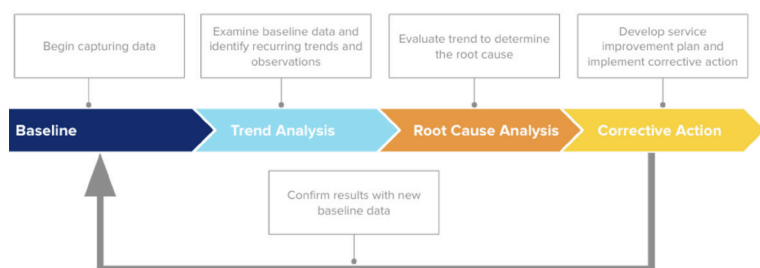 Begin capturing data
Examine baseline data and
identify recurring trends and
observations
Evaluate trend to determine
the root cause
Develop service
improvement plan and
implement corrective action
Baseline
Trend Analysis
Root Cause Analysis
Corrective Action
Confirm results with new
baseline data